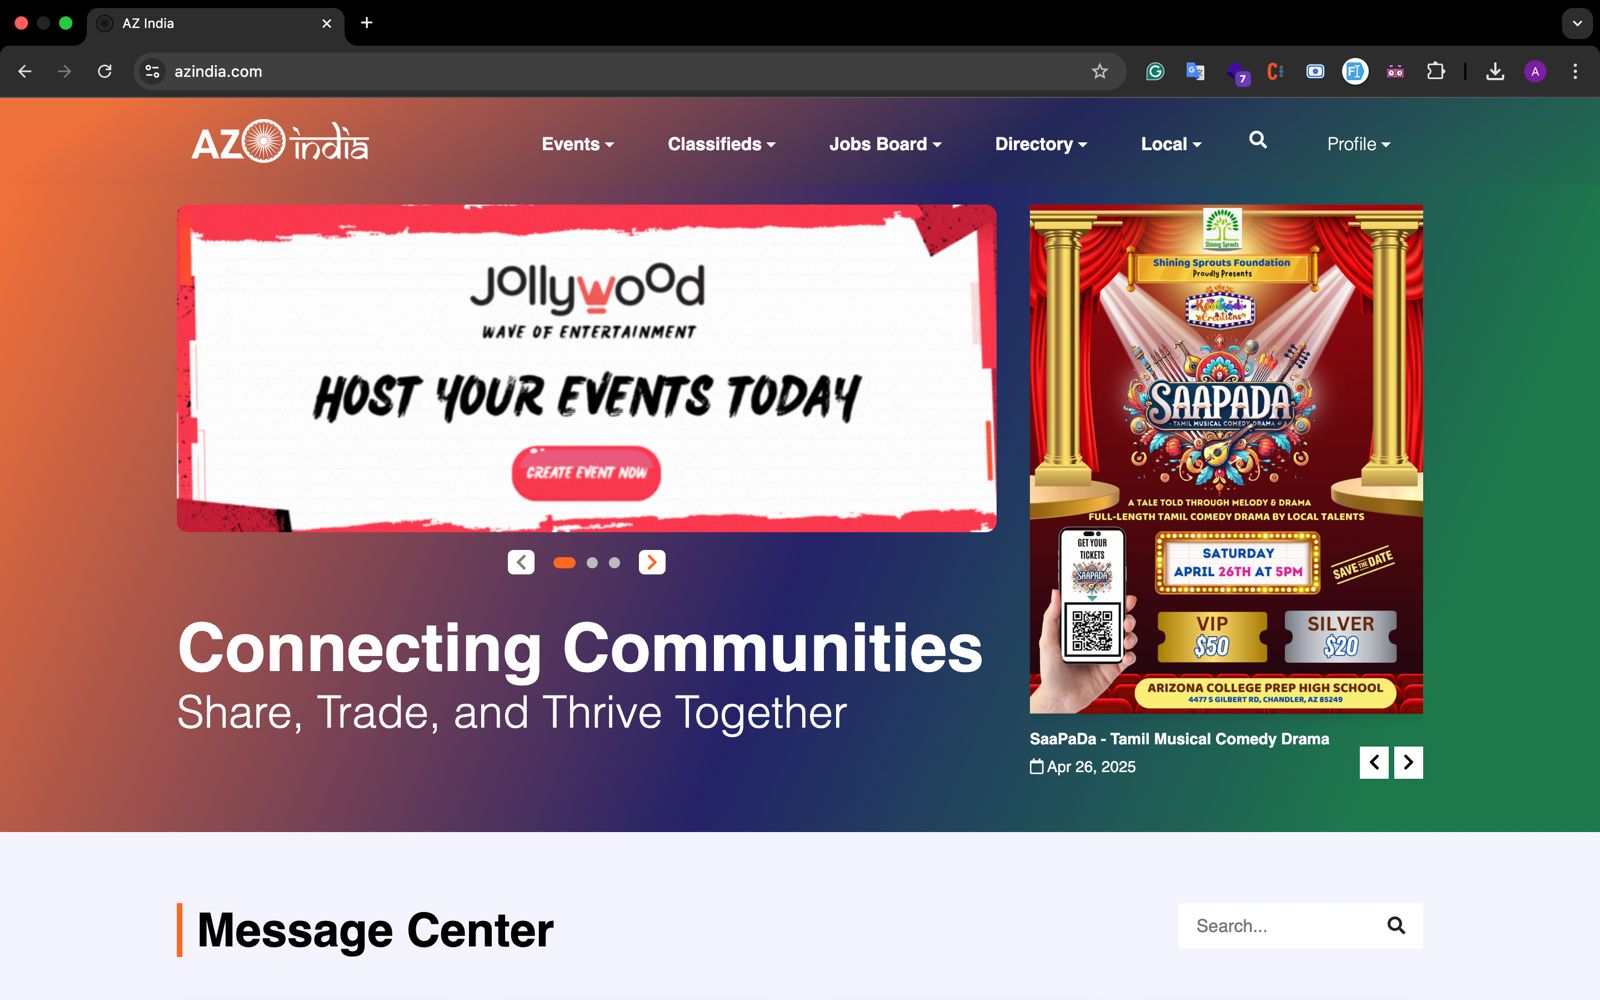 AZ India
azindia.com
7
A
AZ india
Events
Classifieds
Jobs Board
Directory
Local
Profile
Jollywood
WAVE OF ENTERTAINMENT
HOST YOUR EVENTS TODAY
CREATE EVENT NOW
Connecting Communities
Share, Trade, and Thrive Together
Shining Sprouts
Shining Sprouts Foundation
Proudly Presents
Creations
SAAPADA
- TAMIL MUSICAL COMEDY DRAMA -
A TALE TOLD THROUGH MELODY & DRAMA
FULL-LENGTH TAMIL COMEDY DRAMA BY LOCAL TALENTS
GET YOUR
TICKETS
SAAPADA
SATURDAY
APRIL 26TH AT 5PM
SAVE THE DATE
VIP
$50
SILVER
$20
ARIZONA COLLEGE PREP HIGH SCHOOL
4477 S GILBERT RD, CHANDLER, AZ 85249
SaaPaDa - Tamil Musical Comedy Drama
Apr 26, 2025
Message Center
Search...